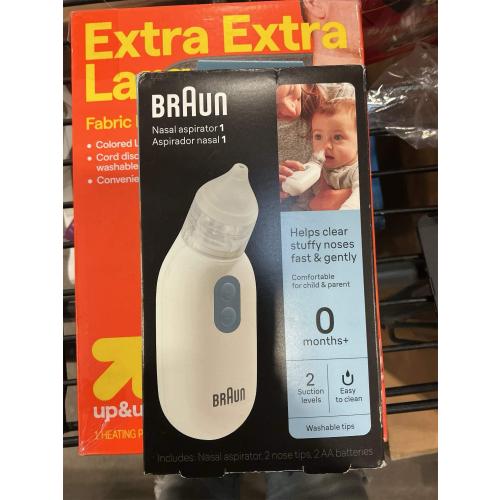 Extra Extra
La
Fabric
• Colored L
• Cord disc
washable
• Convenie
up&u
1 HEATING P
BRAUN
Nasal aspirator 1
Aspirador nasal 1
Helps clear
stuffy noses
fast & gently
Comfortable
for child & parent
0
months+
2
Suction
levels
Easy
to clean
Washable tips
BRAUN
Includes: Nasal aspirator, 2 nose tips, 2 AA batteries